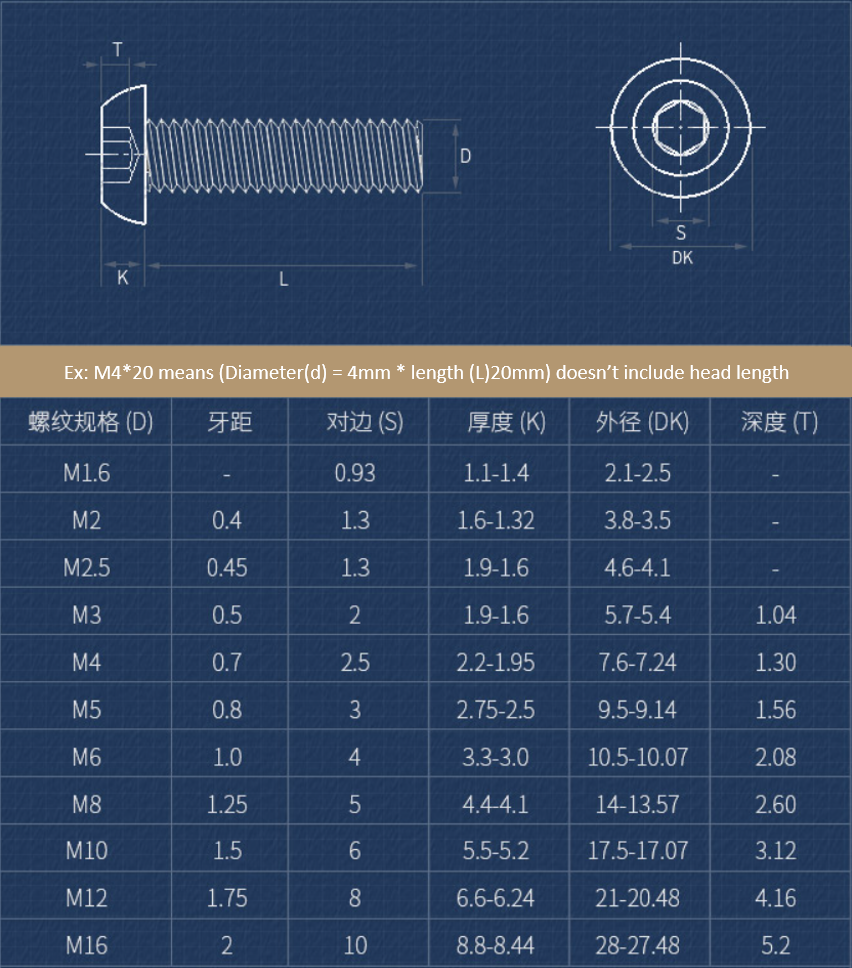 T
D
K
L
S
DK
Ex: M4*20 means (Diameter(d) = 4mm * length (L)20mm) doesn’t include head length
螺纹规格 (D) 牙距 对边 (S) 厚度 (K) 外径 (DK) 深度 (T)
M1.6 - 0.93 1.1-1.4 2.1-2.5 -
M2 0.4 1.3 1.6-1.32 3.8-3.5 -
M2.5 0.45 1.3 1.9-1.6 4.6-4.1 -
M3 0.5 2 1.9-1.6 5.7-5.4 1.04
M4 0.7 2.5 2.2-1.95 7.6-7.24 1.30
M5 0.8 3 2.75-2.5 9.5-9.14 1.56
M6 1.0 4 3.3-3.0 10.5-10.07 2.08
M8 1.25 5 4.4-4.1 14-13.57 2.60
M10 1.5 6 5.5-5.2 17.5-17.07 3.12
M12 1.75 8 6.6-6.24 21-20.48 4.16
M16 2 10 8.8-8.44 28-27.48 5.2